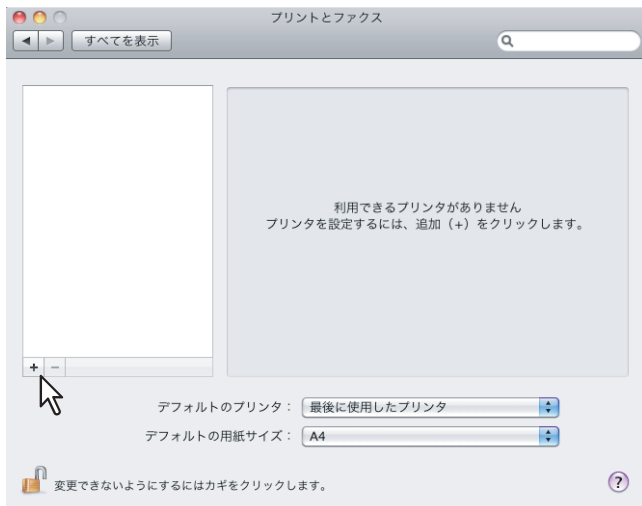 プリントとファクス
すべてを表示
利用できるプリンタがありません
プリンタを設定するには、追加（+）をクリックします。
+ −
デフォルトのプリンタ： 最後に使用したプリンタ
デフォルトの用紙サイズ： A4
変更できないようにするにはカギをクリックします。
?